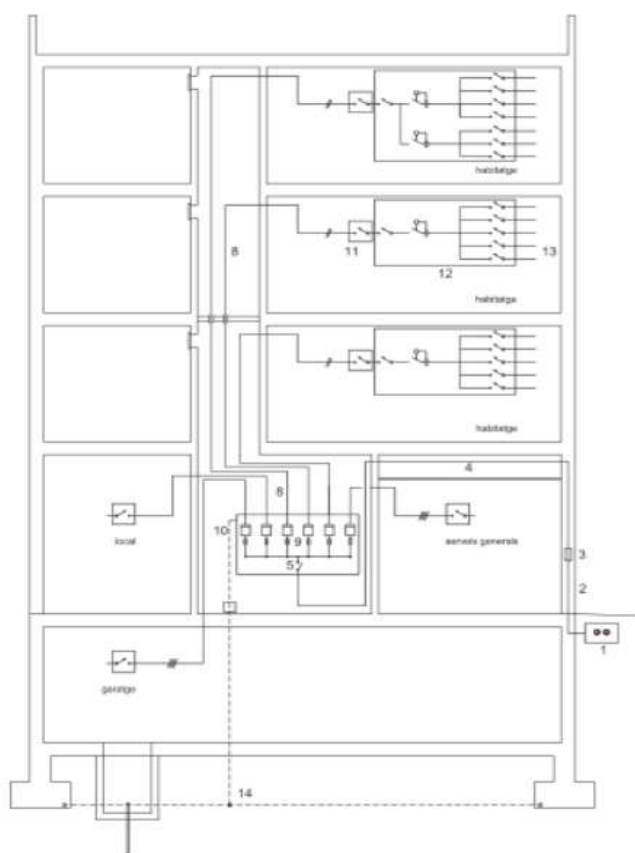 habitatge
8
11
12
13
habitatge
habitatge
4
8
10
9
5
local
serveis generals
3
2
1
garatge
14